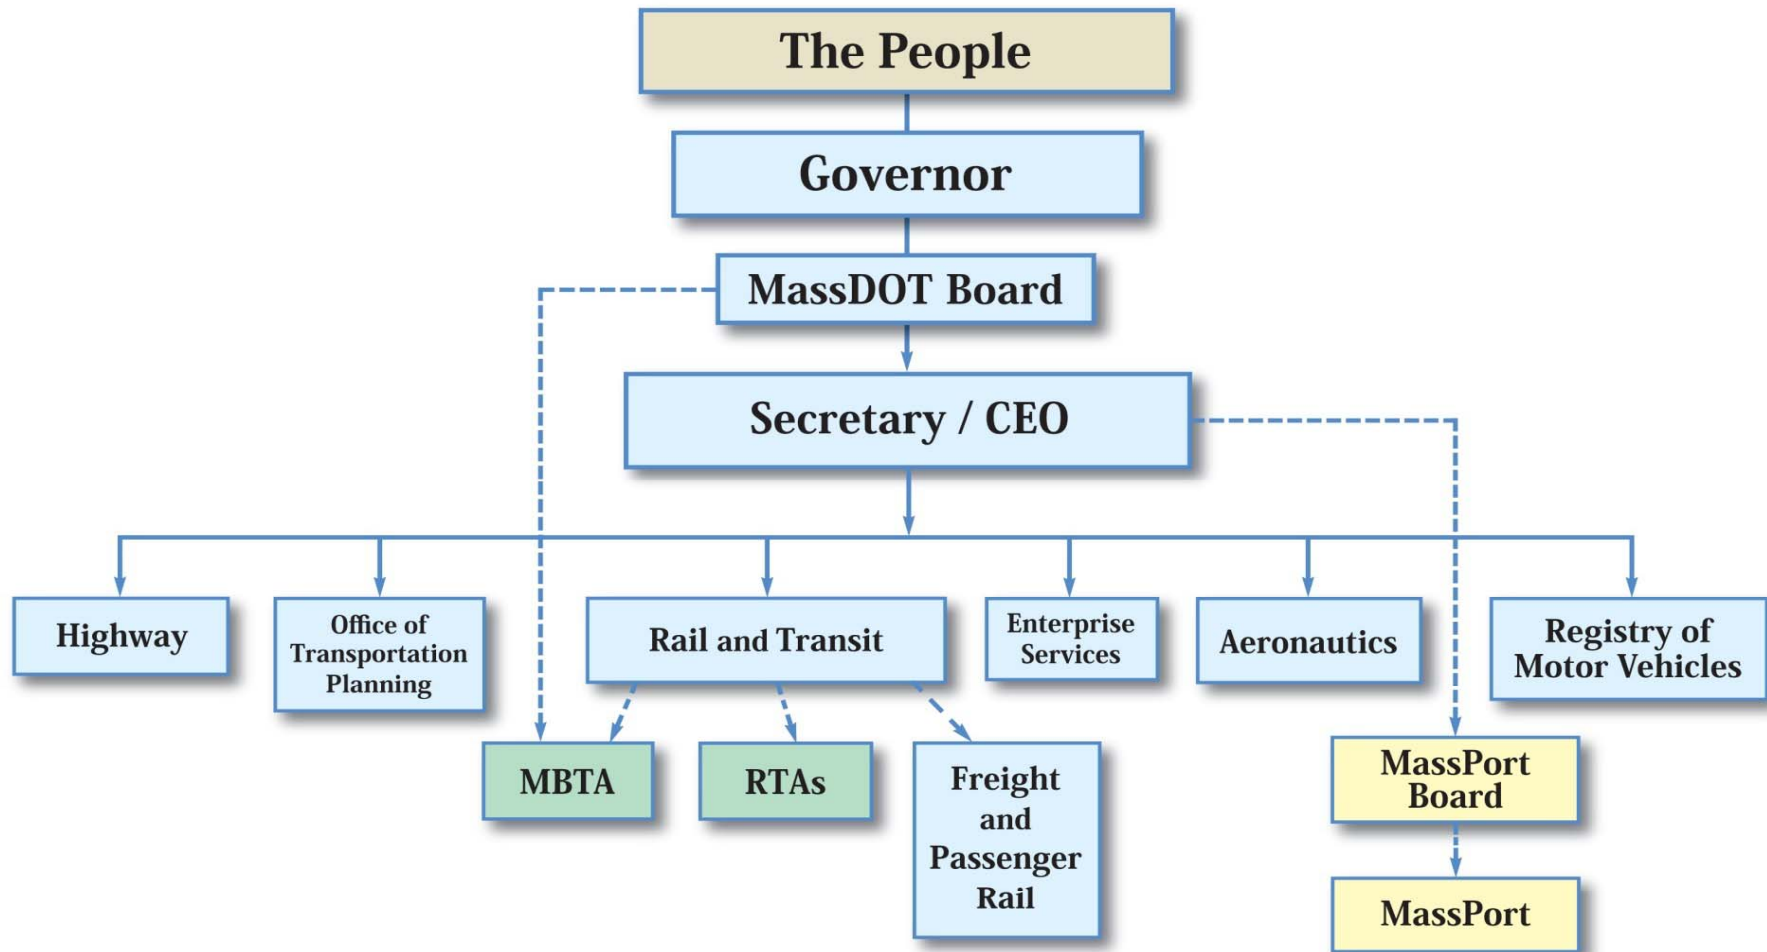 The People
Governor
MassDOT Board
Secretary / CEO
Highway
Office of
Transportation
Planning
Rail and Transit
Enterprise
Services
Aeronautics
Registry of
Motor Vehicles
MBTA
RTAs
Freight
and
Passenger
Rail
MassPort
Board
MassPort